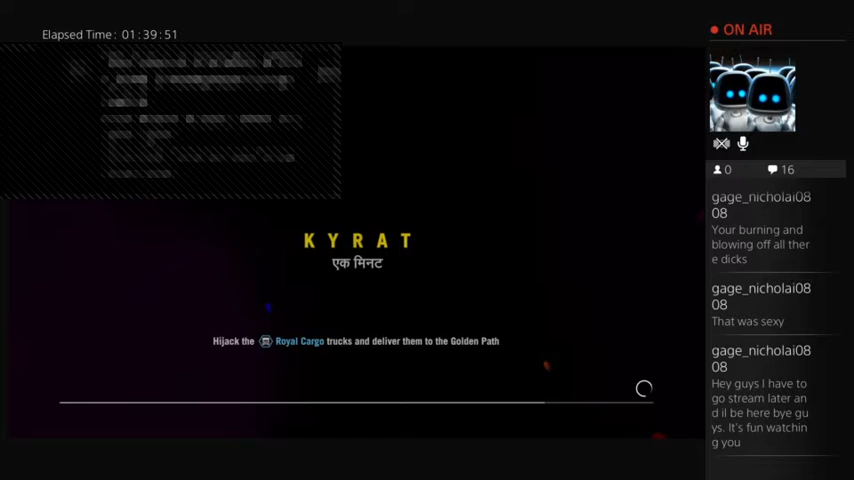 Elapsed Time : 01:39:51
ON AIR
0
16
gage_nicholai08
08
Your burning and
blowing off all ther
e dicks
gage_nicholai08
08
That was sexy
gage_nicholai08
08
Hey guys I have to
go stream later an
d il be here bye gu
ys. It's fun watchin
g you
KYRAT
एक मिनट
Hijack the Royal Cargo trucks and deliver them to the Golden Path